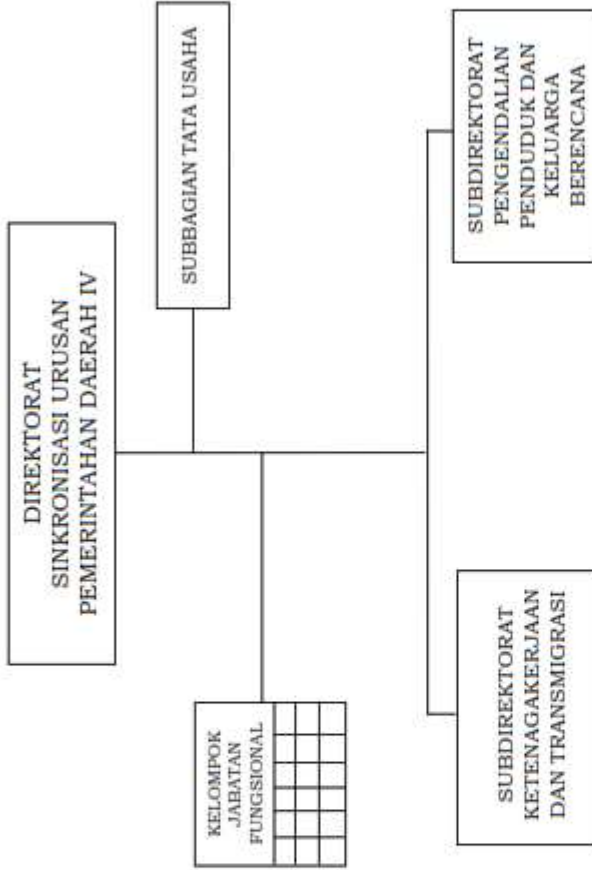 DIREKTORAT
SINKRONISASI URUSAN
PEMERINTAHAN DAERAH IV
SUBBAGIAN TATA USAHA
KELOMPOK
JABATAN
FUNGSIONAL
SUBDIREKTORAT
KETENAGAKERJAAN
DAN TRANSMIGRASI
SUBDIREKTORAT
PENGENDALIAN
PENDUDUK DAN
KELUARGA
BERENCANA